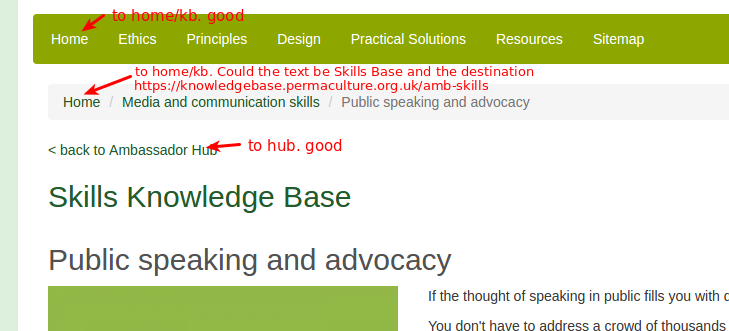 to home/kb. good
Home Ethics Principles Design Practical Solutions Resources Sitemap
to home/kb. Could the text be Skills Base and the destination
https://knowledgebase.permaculture.org.uk/amb-skills
Home / Media and communication skills / Public speaking and advocacy
< back to Ambassador Hub
to hub. good
Skills Knowledge Base
Public speaking and advocacy
If the thought of speaking in public fills you with
You don't have to address a crowd of thousands